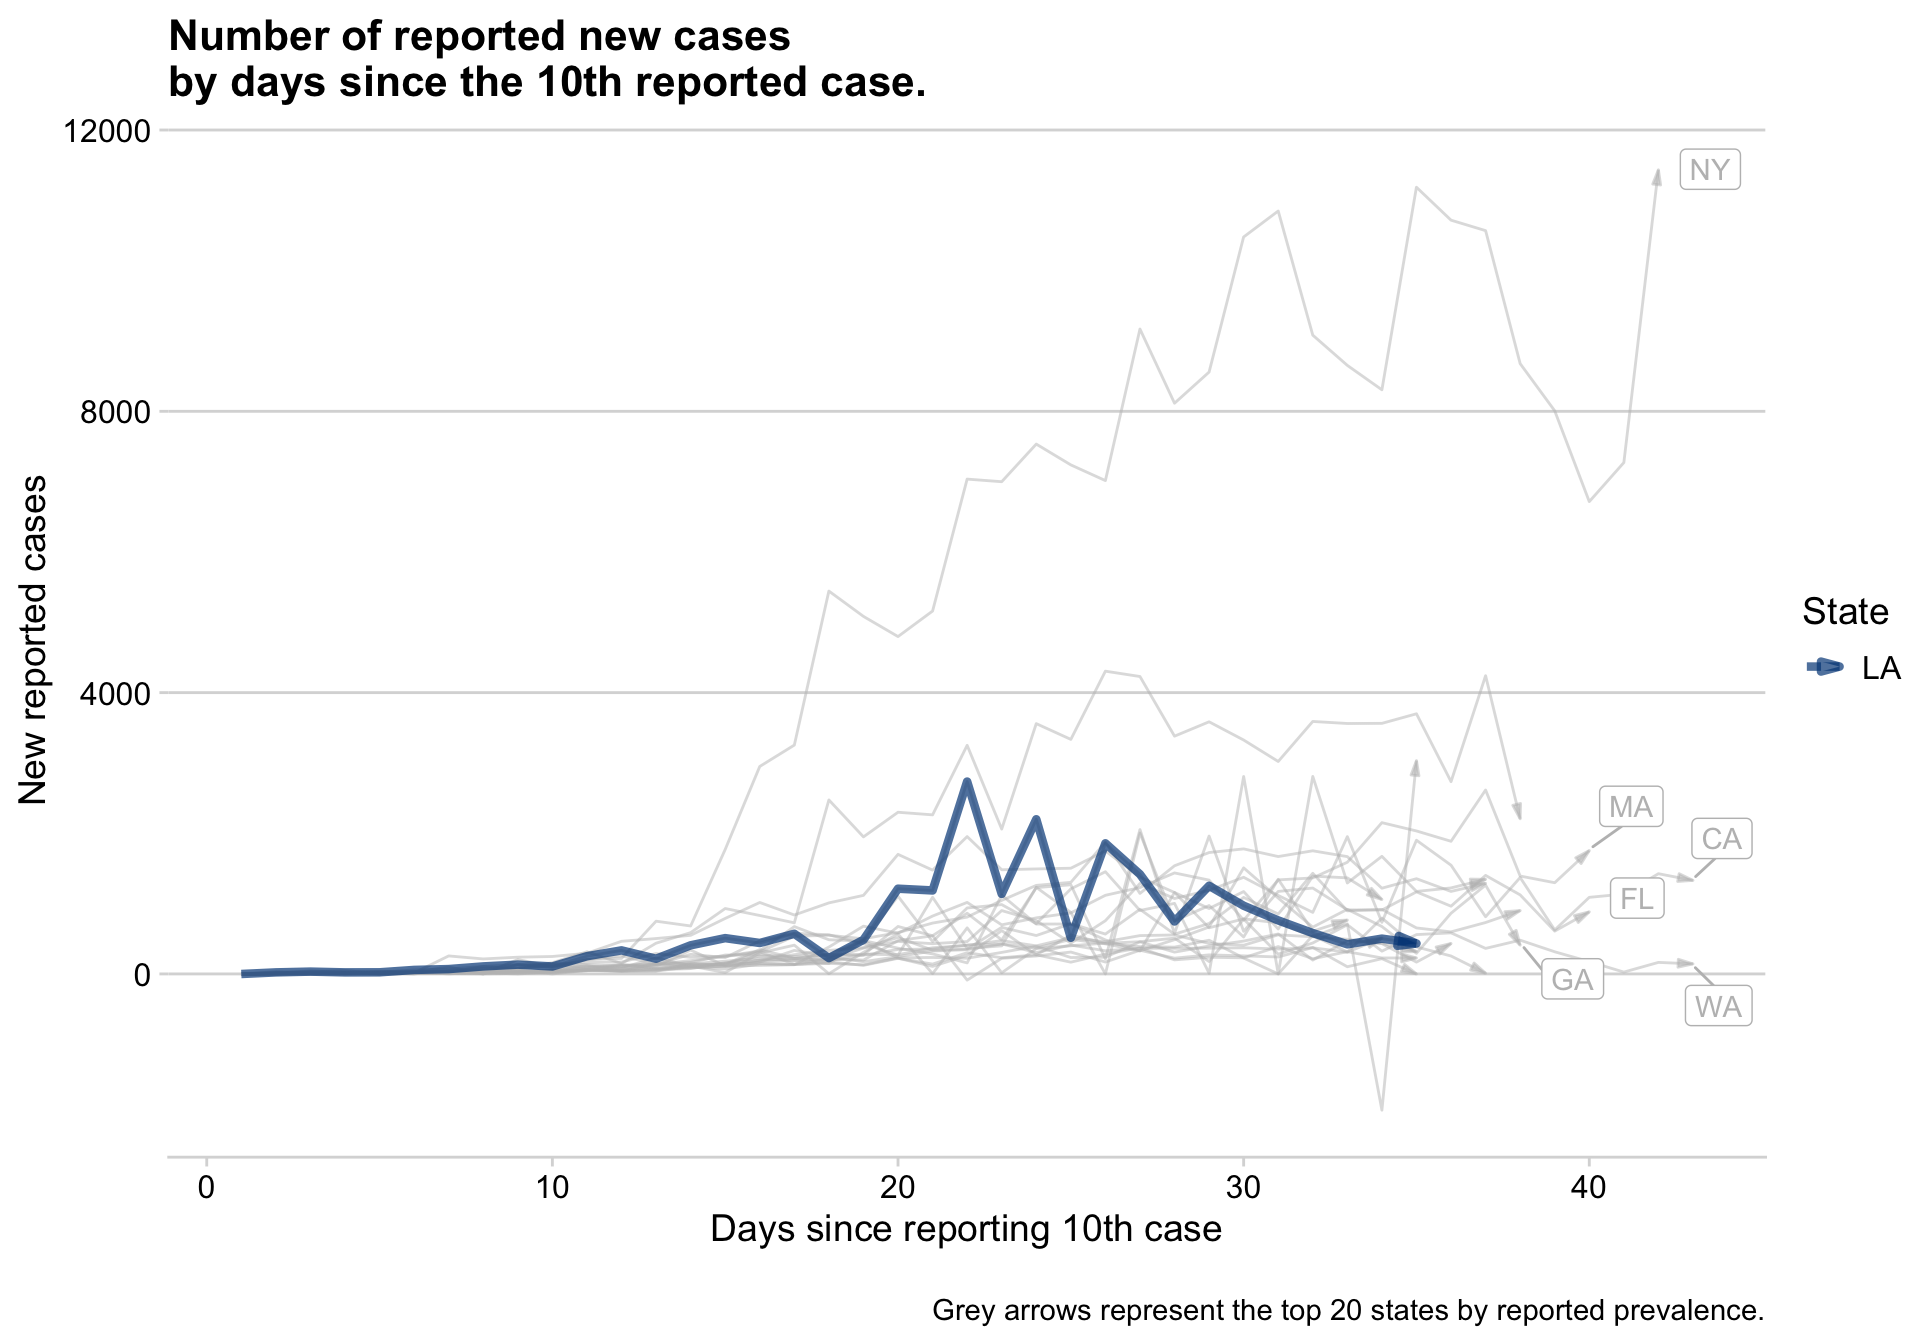 Number of reported new cases
by days since the 10th reported case.
12000
8000
4000
0
New reported cases
NY
MA
CA
FL
GA
WA
State
LA
0 10 20 30 40
Days since reporting 10th case
Grey arrows represent the top 20 states by reported prevalence.